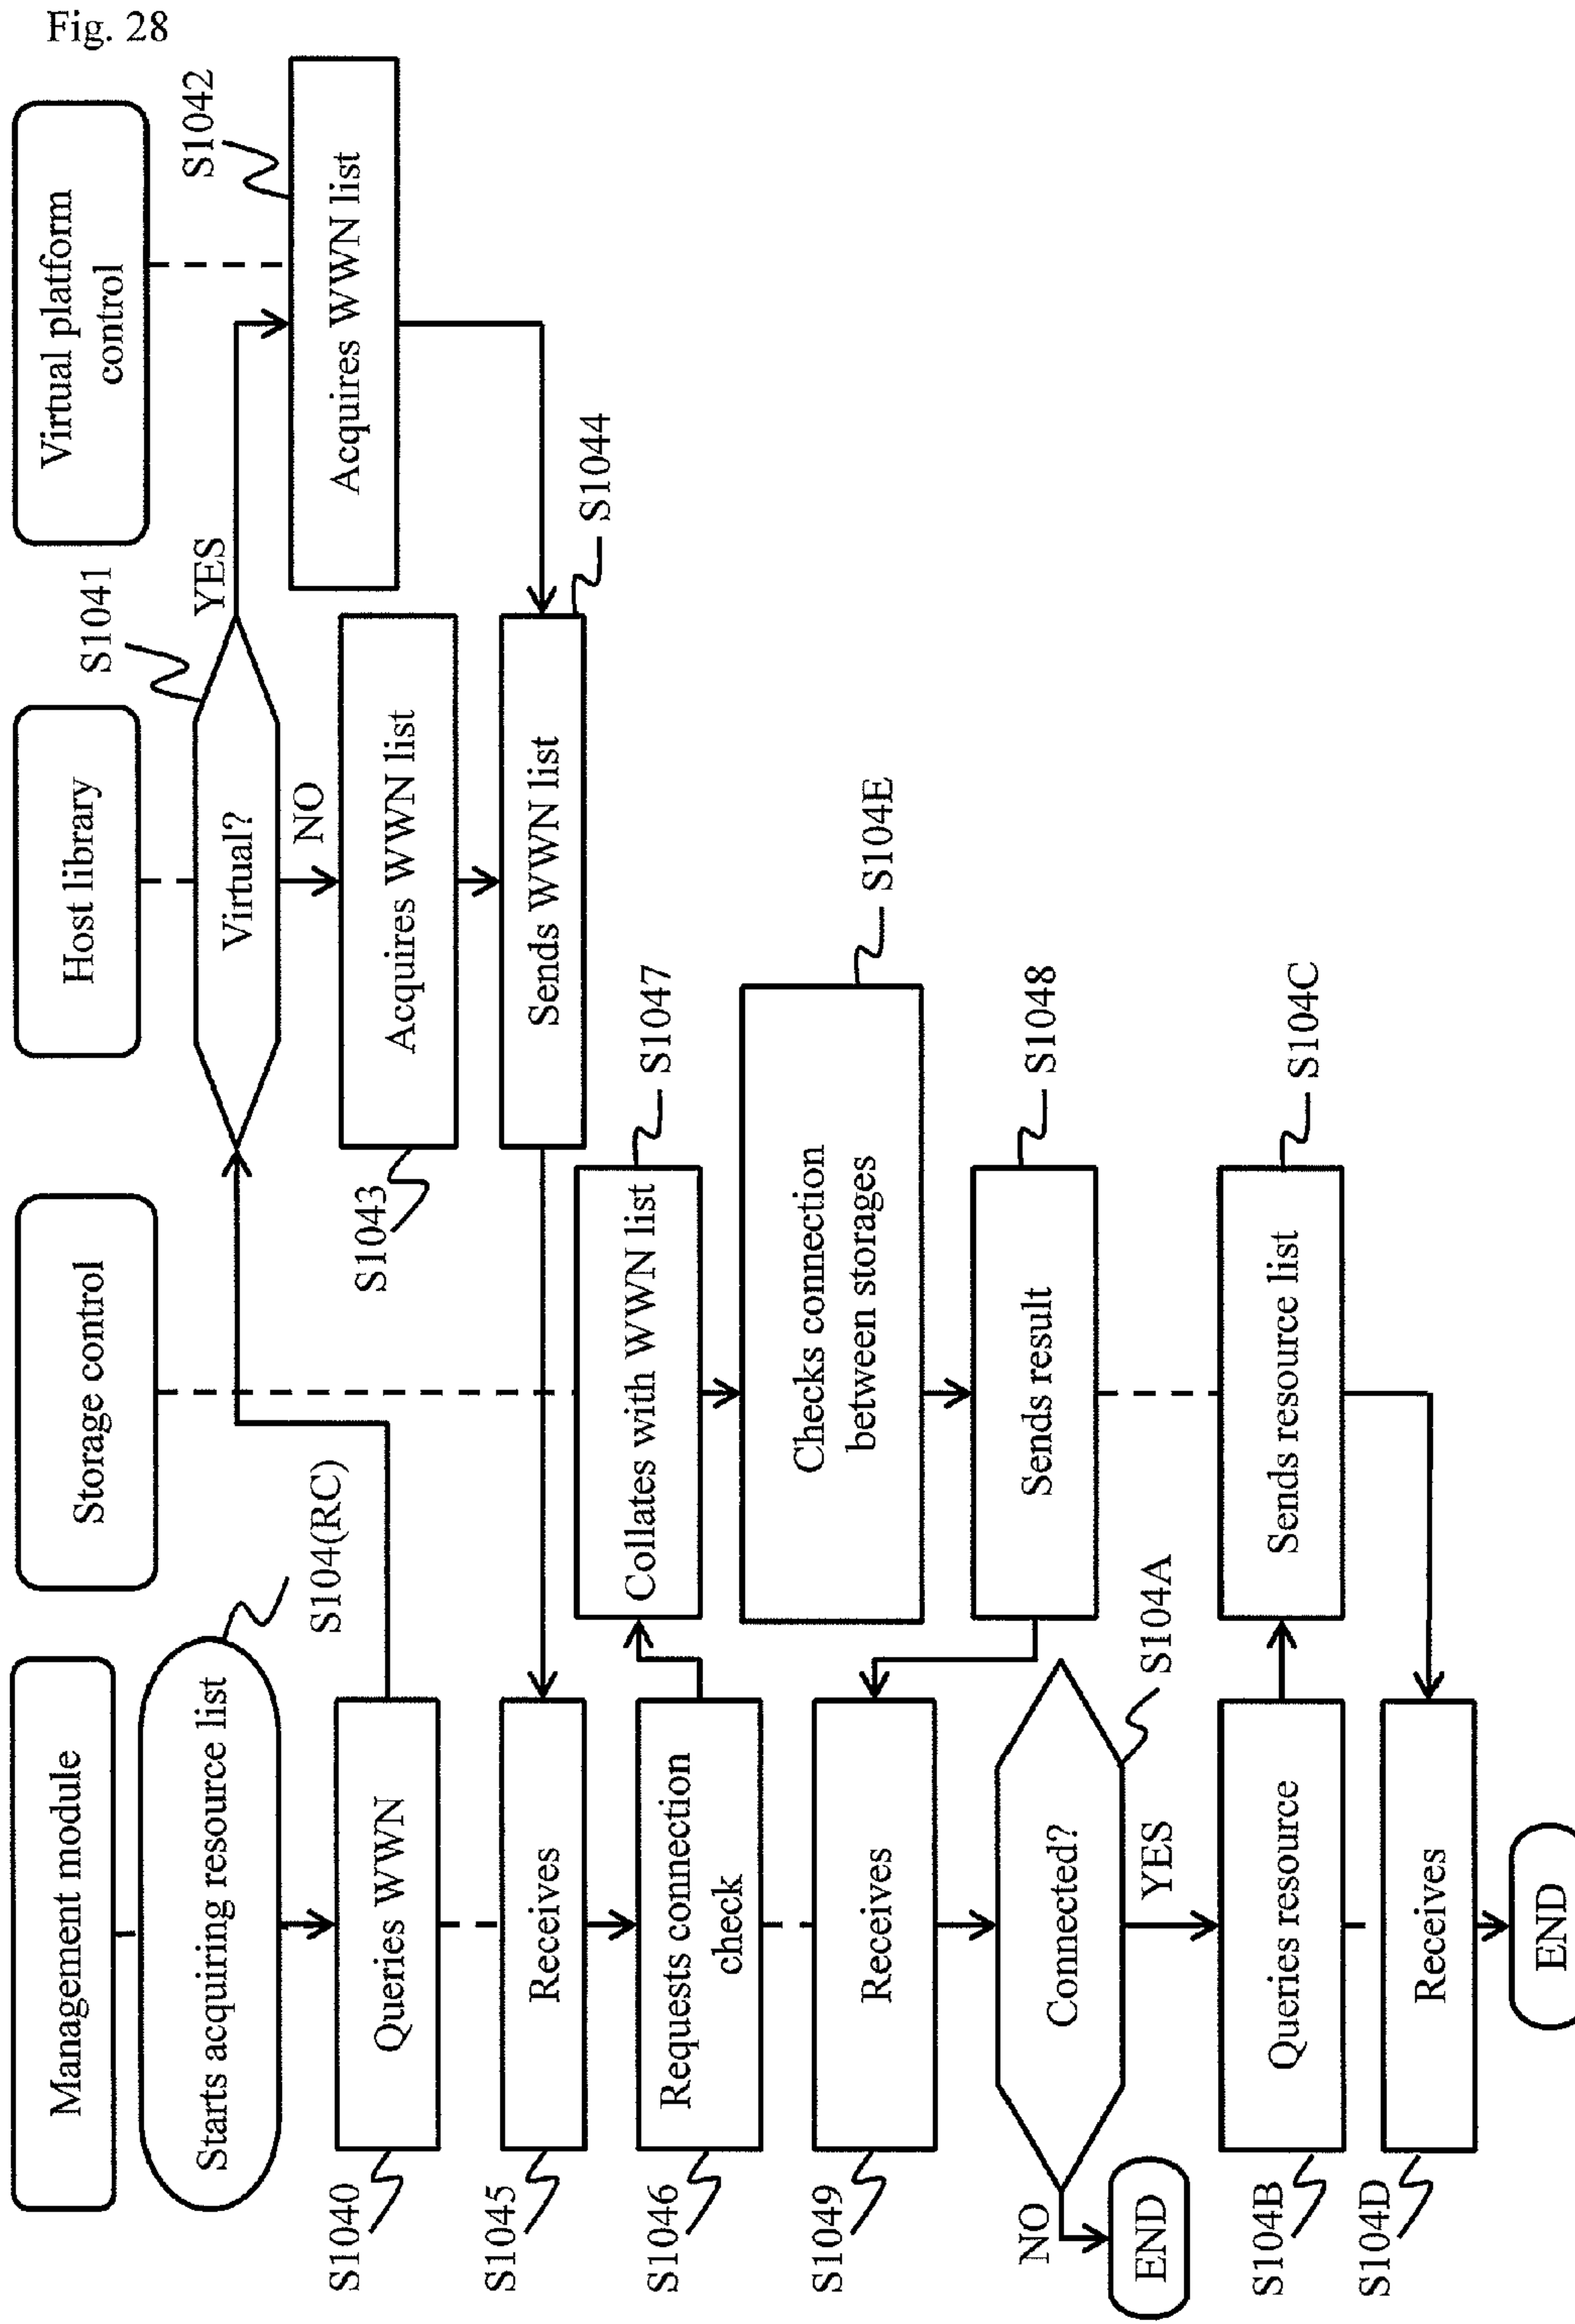 Fig. 28
Management module
Storage control
Host library
Virtual platform
control
Starts acquiring resource list
S104(RC)
Virtual?
S1041
YES
NO
Acquires WWN list
S1042
Queries WWN
S1040
Acquires WWN list
S1043
Sends WWN list
S1044
Receives
S1045
Requests connection
check
S1046
Collates with WWN list
S1047
Checks connection
between storages
S104E
Sends result
S1048
Receives
S1049
Connected?
S104A
NO
END
YES
Queries resource
S104B
Sends resource list
S104C
Receives
S104D
END